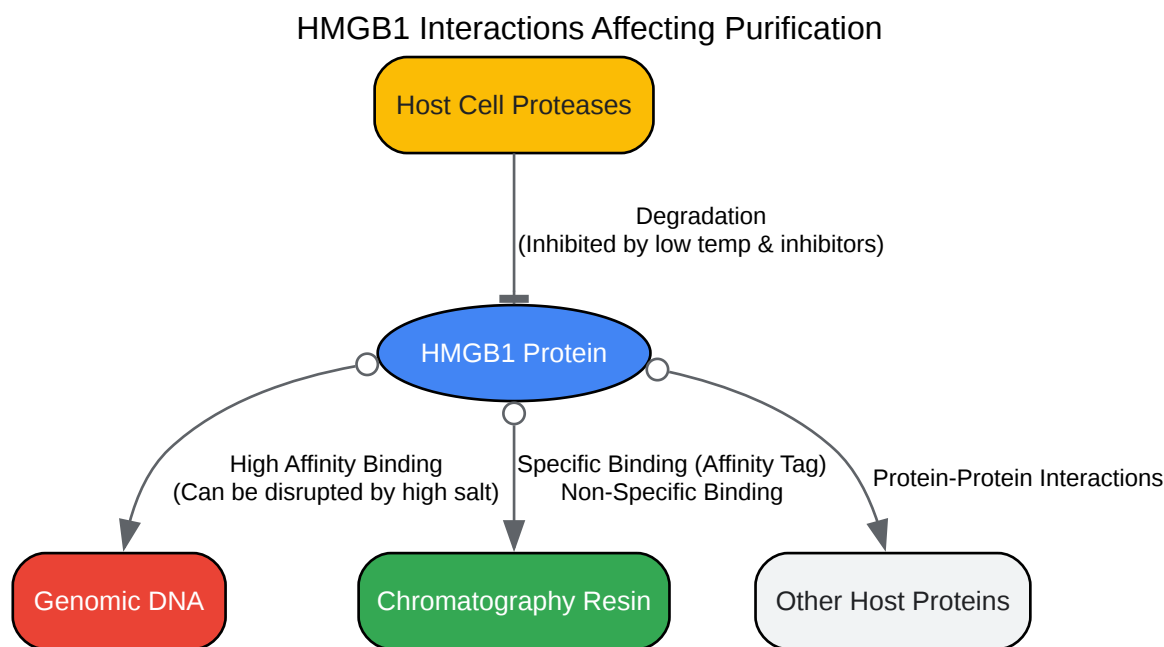 HMGB1 Interactions Affecting Purification
Host Cell Proteases
Degradation
(Inhibited by low temp & inhibitors)
HMGB1 Protein
High Affinity Binding
(Can be disrupted by high salt)
Specific Binding (Affinity Tag)
Non-Specific Binding
Protein-Protein Interactions
Genomic DNA
Chromatography Resin
Other Host Proteins